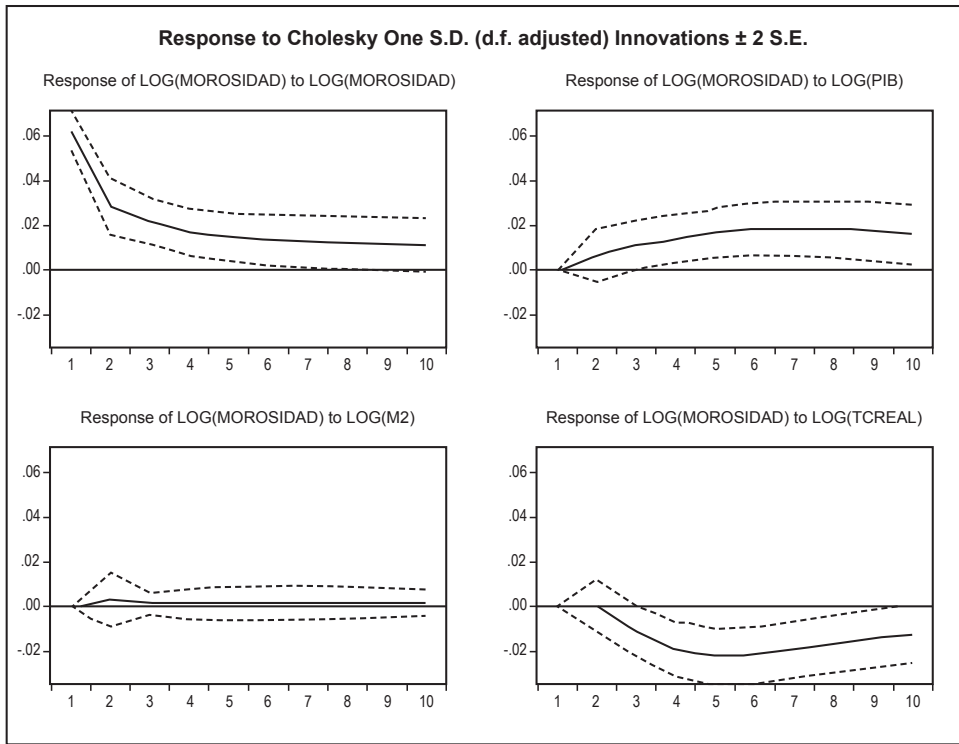 Response to Cholesky One S.D. (d.f. adjusted) Innovations ± 2 S.E.
Response of LOG(MOROSIDAD) to LOG(MOROSIDAD)
.06
.04
.02
.00
-.02
1 2 3 4 5 6 7 8 9 10
Response of LOG(MOROSIDAD) to LOG(PIB)
.06
.04
.02
.00
-.02
1 2 3 4 5 6 7 8 9 10
Response of LOG(MOROSIDAD) to LOG(M2)
.06
.04
.02
.00
-.02
1 2 3 4 5 6 7 8 9 10
Response of LOG(MOROSIDAD) to LOG(TCREAL)
.06
.04
.02
.00
-.02
1 2 3 4 5 6 7 8 9 10